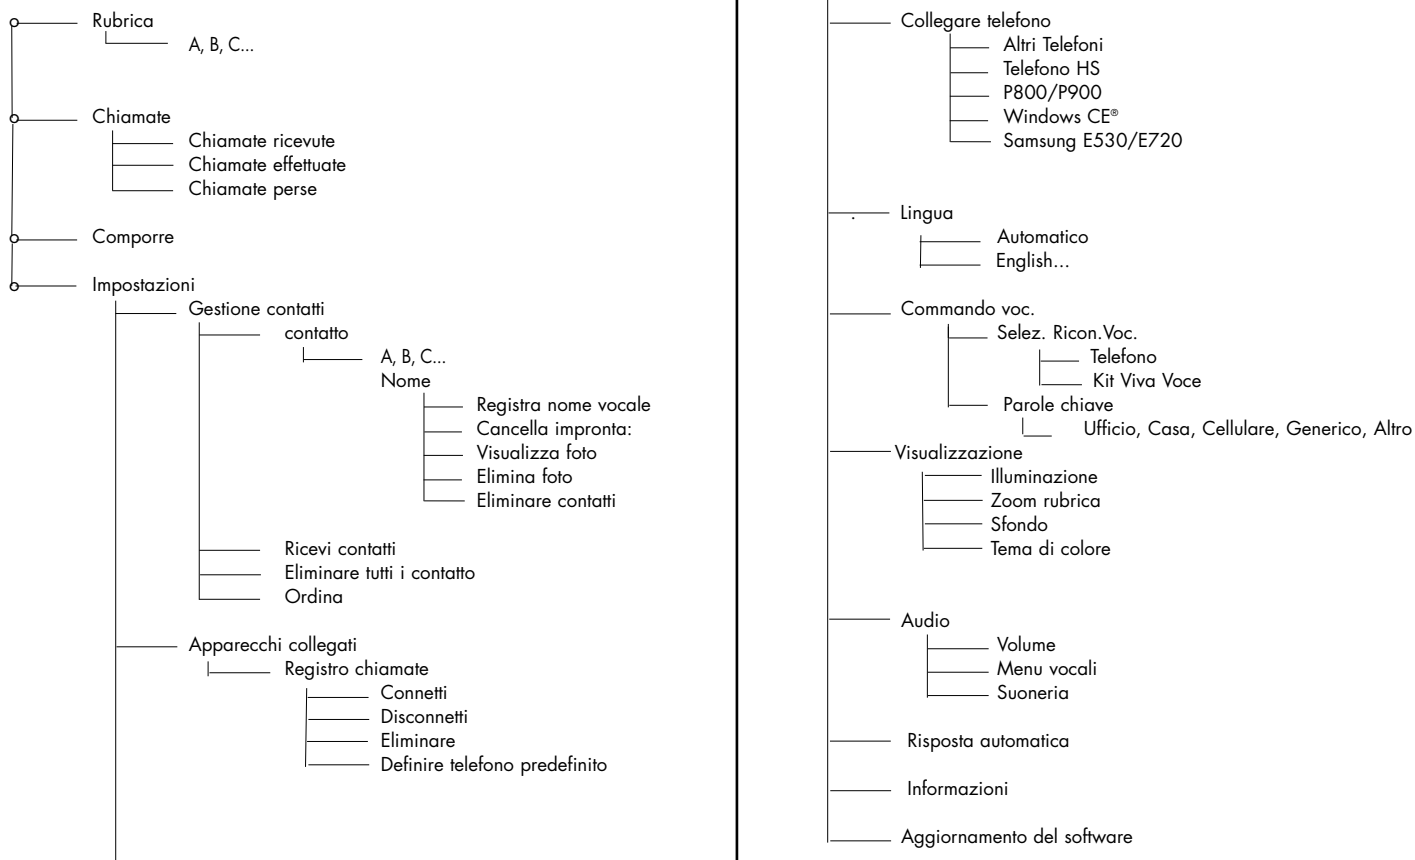 Rubrica
A, B, C...
Chiamate
Chiamate ricevute
Chiamate effettuate
Chiamate perse
Comporre
Impostazioni
Gestione contatti
contatto
A, B, C...
Nome
Registra nome vocale
Cancella impronta:
Visualizza foto
Elimina foto
Eliminare contatti
Ricevi contatti
Eliminare tutti i contatto
Ordina
Apparecchi collegati
Registro chiamate
Connetti
Disconnetti
Eliminare
Definire telefono predefinito
Collegare telefono
Altri Telefoni
Telefono HS
P800/P900
Windows CE®
Samsung E530/E720
Lingua
Automatico
English...
Commando voc.
Selez. Ricon.Voc.
Telefono
Kit Viva Voce
Parole chiave
Ufficio, Casa, Cellulare, Generico, Altro
Visualizzazione
Illuminazione
Zoom rubrica
Sfondo
Tema di colore
Audio
Volume
Menu vocali
Suoneria
Risposta automatica
Informazioni
Aggiornamento del software